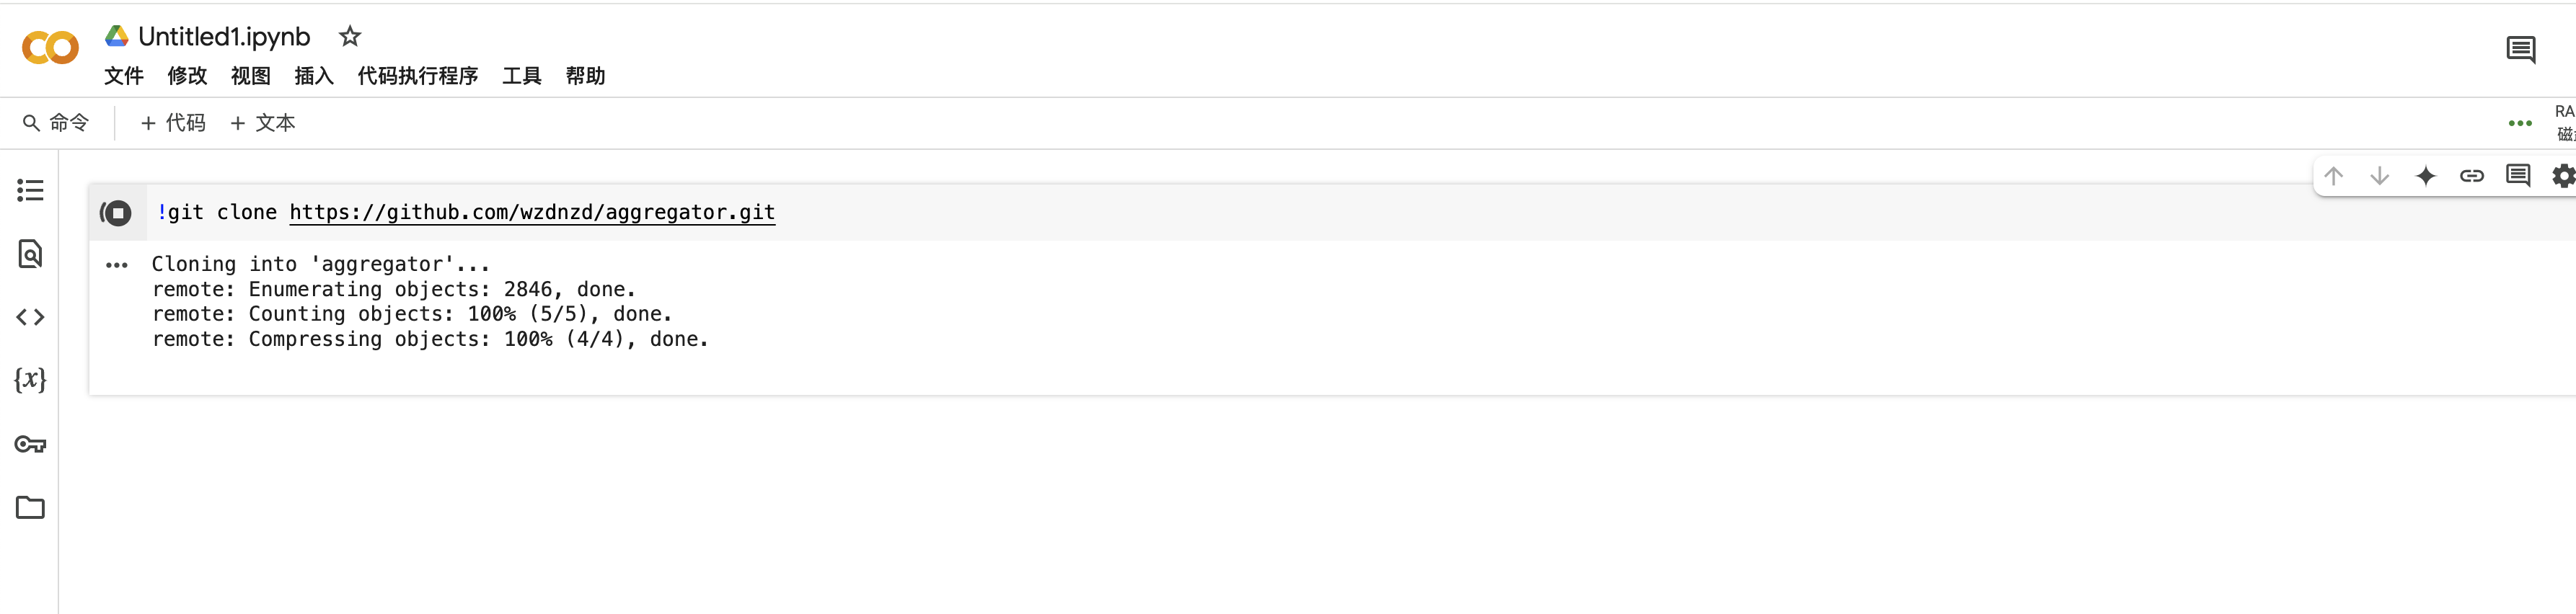 Untitled1.ipynb
文件 修改 视图 插入 代码执行程序 工具 帮助
命令 + 代码 + 文本
RA
!git clone https://github.com/wzdnzd/aggregator.git
Cloning into 'aggregator'...
remote: Enumerating objects: 2846, done.
remote: Counting objects: 100% (5/5), done.
remote: Compressing objects: 100% (4/4), done.
{x}